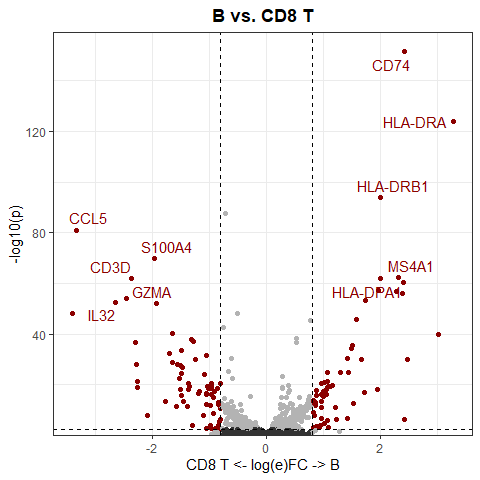 B vs. CD8 T
CD74
HLA-DRA
HLA-DRB1
CCL5
S100A4
CD3D
MS4A1
GZMA
HLA-DPA1
IL32
120
80
40
-log10(p)
-2
0
2
CD8 T <- log(e)FC -> B